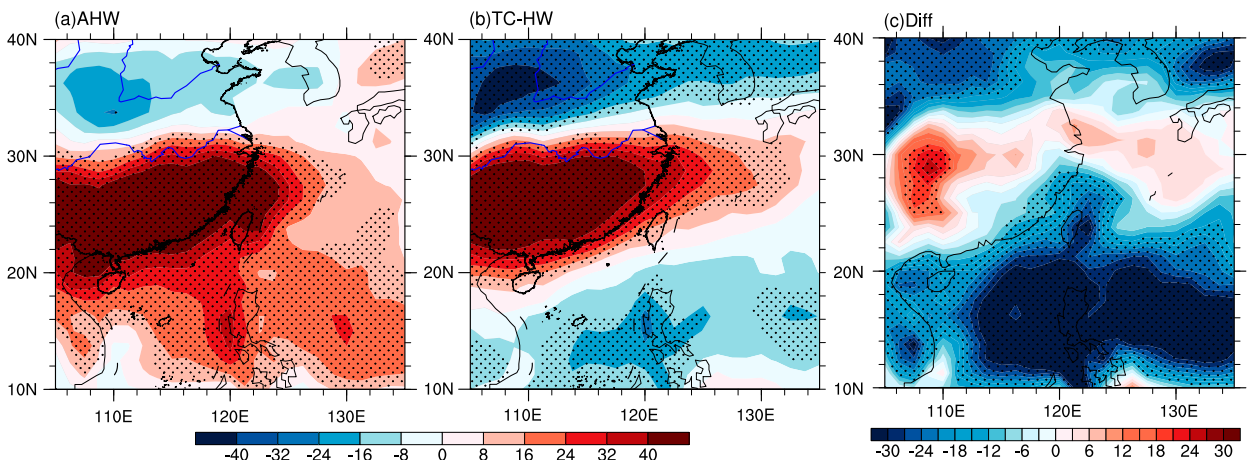 (a)AHW
(b)TC-HW
(c)Diff
40N
30N
20N
10N
40N
30N
20N
10N
40N
30N
20N
10N
110E
120E
130E
110E
120E
130E
110E
120E
130E
-40 -32 -24 -16 -8 0 8 16 24 32 40
-30 -24 -18 -12 -6 0 6 12 18 24 30